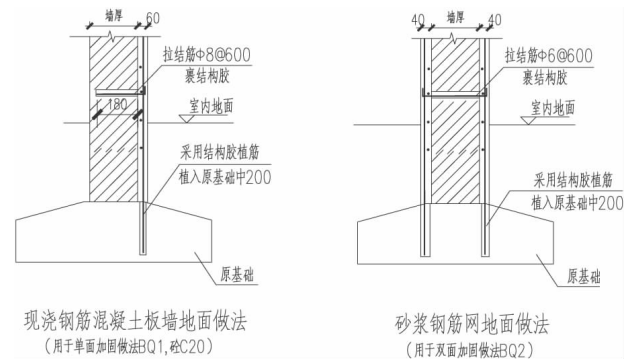 墙厚 60
拉结筋Φ8@600
裹结构胶
180
室内地面
采用结构胶植筋
植入原基础中200
原基础
现浇钢筋混凝土板墙地面做法
(用于单面加固做法BQ1,砼C20)
40 墙厚 40
拉结筋Φ6@600
裹结构胶
室内地面
采用结构胶植筋
植入原基础中200
原基础
砂浆钢筋网地面做法
(用于双面加固做法BQ2)